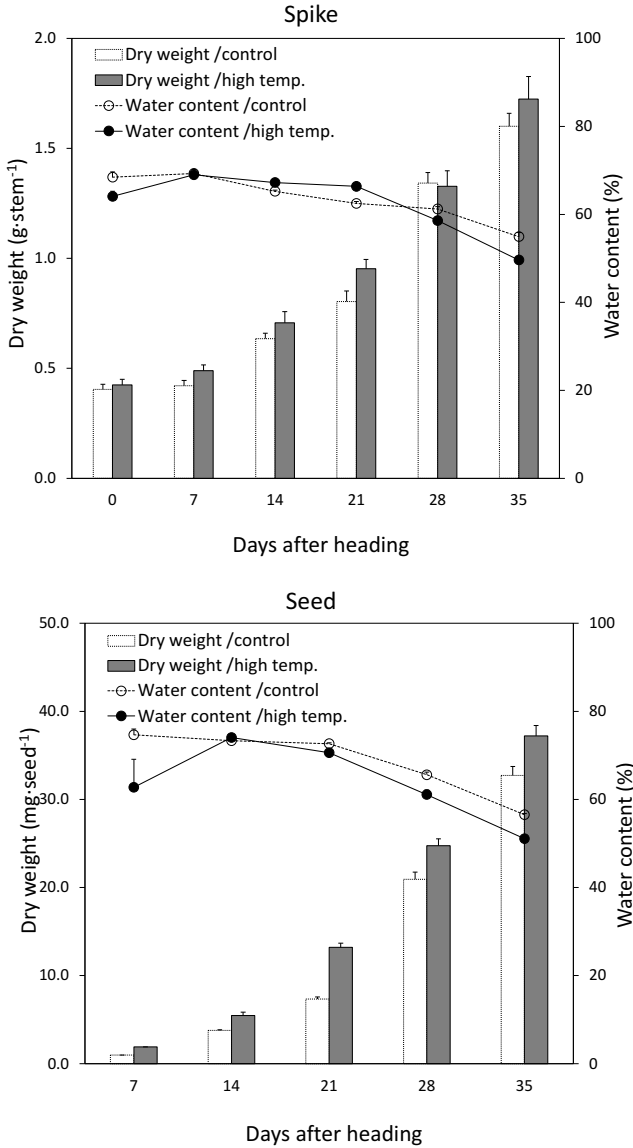 Spike
2.0
1.5
1.0
0.5
0.0
Dry weight (g·stem⁻¹)
Dry weight /control
Dry weight /high temp.
Water content /control
Water content /high temp.
100
80
60
40
20
0
Water content (%)
0 7 14 21 28 35
Days after heading
Seed
50.0
40.0
30.0
20.0
10.0
0.0
Dry weight (mg·seed⁻¹)
Dry weight /control
Dry weight /high temp.
Water content /control
Water content /high temp.
100
80
60
40
20
0
Water content (%)
7 14 21 28 35
Days after heading